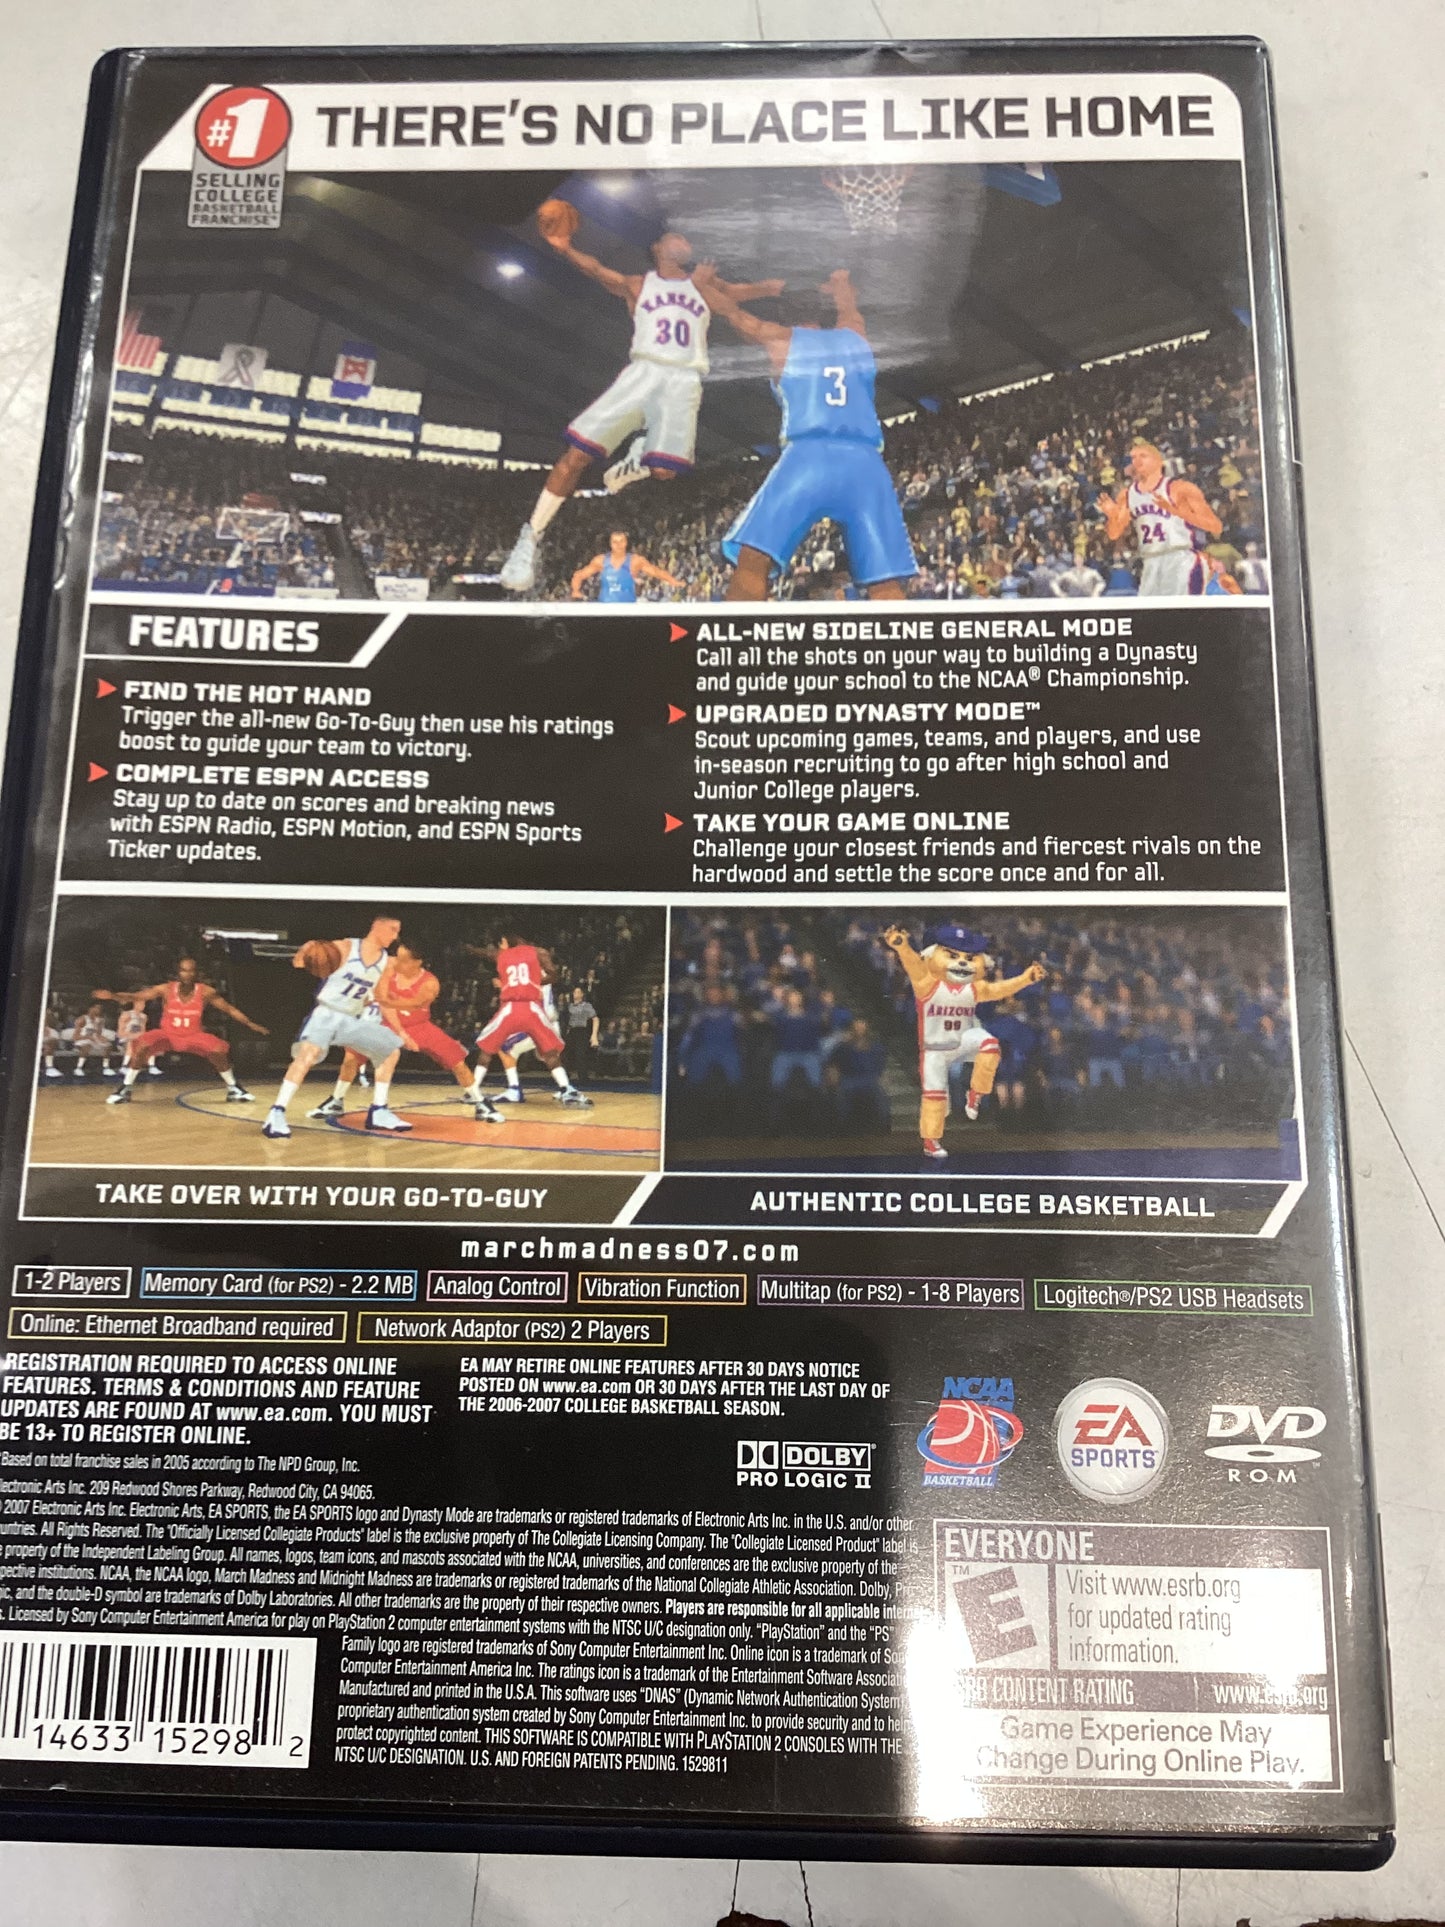 #1
SELLING
COLLEGE
BASKETBALL
FRANCHISE*
THERE'S NO PLACE LIKE HOME
KANSAS
30
3
KANSAS
24
FEATURES
FIND THE HOT HAND
Trigger the all-new Go-To-Guy then use his ratings
boost to guide your team to victory.
COMPLETE ESPN ACCESS
Stay up to date on scores and breaking news
with ESPN Radio, ESPN Motion, and ESPN Sports
Ticker updates.
ALL-NEW SIDELINE GENERAL MODE
Call all the shots on your way to building a Dynasty
and guide your school to the NCAA® Championship.
UPGRADED DYNASTY MODE™
Scout upcoming games, teams, and players, and use
in-season recruiting to go after high school and
Junior College players.
TAKE YOUR GAME ONLINE
Challenge your closest friends and fiercest rivals on the
hardwood and settle the score once and for all.
31
12
20
ARIZONA
99
TAKE OVER WITH YOUR GO-TO-GUY
AUTHENTIC COLLEGE BASKETBALL
marchmadness07.com
1-2 Players
Memory Card (for PS2) - 2.2 MB
Analog Control
Vibration Function
Multitap (for PS2) - 1-8 Players
Logitech®/PS2 USB Headsets
Online: Ethernet Broadband required
Network Adaptor (PS2) 2 Players
REGISTRATION REQUIRED TO ACCESS ONLINE
FEATURES. TERMS & CONDITIONS AND FEATURE
UPDATES ARE FOUND AT www.ea.com. YOU MUST
BE 13+ TO REGISTER ONLINE.
EA MAY RETIRE ONLINE FEATURES AFTER 30 DAYS NOTICE
POSTED ON www.ea.com OR 30 DAYS AFTER THE LAST DAY OF
THE 2006-2007 COLLEGE BASKETBALL SEASON.
*Based on total franchise sales in 2005 according to The NPD Group, Inc.
DOLBY
PRO LOGIC II
NCAA
BASKETBALL
EA
SPORTS™
DVD
ROM
Arts Inc. 209 Redwood Shores Parkway, Redwood City, CA 94065.
2007 Electronic Arts Inc. Electronic Arts, EA SPORTS, the EA SPORTS logo and Dynasty Mode are trademarks or registered trademarks of Electronic Arts Inc. in the U.S. and/or other
All Rights Reserved. The "Officially Licensed Collegiate Products" label is the exclusive property of The Collegiate Licensing Company. The "Collegiate Licensed Product" label is
property of the Independent Labeling Group. All names, logos, team icons, and mascots associated with the NCAA, universities, and conferences are the exclusive property of the
institutions. NCAA, the NCAA logo, March Madness and Midnight Madness are trademarks or registered trademarks of the National Collegiate Athletic Association. Dolby,
and the double-D symbol are trademarks of Dolby Laboratories. All other trademarks are the property of their respective owners. Players are responsible for all applicable
Licensed by Sony Computer Entertainment America for play on PlayStation 2 computer entertainment systems with the NTSC U/C designation only. "PlayStation" and the "PS"
Family logo are registered trademarks of Sony Computer Entertainment Inc. Online icon is a trademark of
Computer Entertainment America Inc. The ratings icon is a trademark of the Entertainment Software
Manufactured and printed in the U.S.A. This software uses "DNAS" (Dynamic Network Authentication System)
proprietary authentication system created by Sony Computer Entertainment Inc. to provide security and to help
protect copyrighted content. THIS SOFTWARE IS COMPATIBLE WITH PLAYSTATION 2 CONSOLES WITH THE
NTSC U/C DESIGNATION. U.S. AND FOREIGN PATENTS PENDING. 1529811
14633 15298 2
EVERYONE
E
™
Visit www.esrb.org
for updated rating
information.
CONTENT RATING
www.esrb.org
Game Experience May
Change During Online Play.